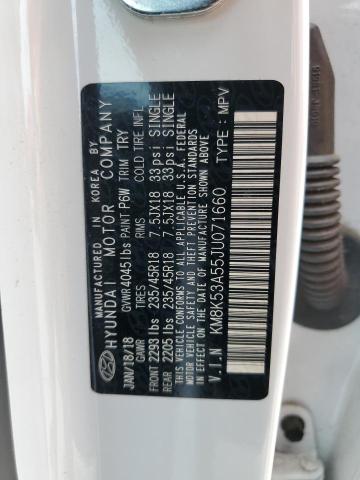 MANUFACTURED IN KOREA BY
HYUNDAI MOTOR COMPANY
JAN/18/18 GVWR 4045lbs PAINT P6W TRIM TRY
GAWR TIRES RIMS COLD TIRE INFL.
FRONT 2293 lbs 235/45R18 7.5JX18 33psi SINGLE
REAR 2205 lbs 235/45R18 7.5JX18 33psi SINGLE
THIS VEHICLE CONFORMS TO ALL APPLICABLE U.S.A. FEDERAL
MOTOR VEHICLE SAFETY, BUMPER, AND THEFT PREVENTION
STANDARDS IN EFFECT ON THE DATE OF MANUFACTURE SHOWN ABOVE.
V.I.N : KM8K53A55JU071660 TYPE : MPV